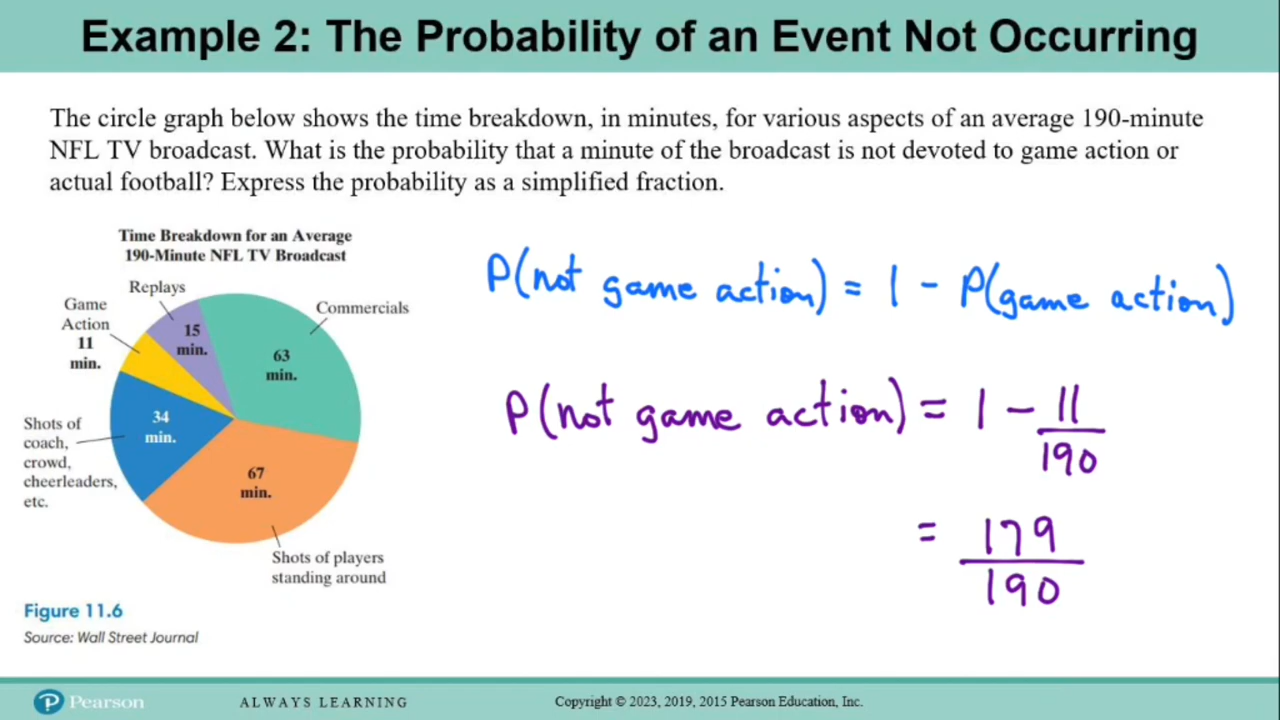 Example 2: The Probability of an Event Not Occurring
The circle graph below shows the time breakdown, in minutes, for various aspects of an average 190-minute
NFL TV broadcast. What is the probability that a minute of the broadcast is not devoted to game action or
actual football? Express the probability as a simplified fraction.
Time Breakdown for an Average
190-Minute NFL TV Broadcast
Replays
Game
Action
11
min.
15
min.
Commercials
63
min.
Shots of
coach,
crowd,
cheerleaders,
etc.
34
min.
67
min.
Shots of players
standing around
Figure 11.6
Source: Wall Street Journal
P(not game action) = 1 - P(game action)
P(not game action) = 1 - 11/190
= 179/190
P Pearson
ALWAYS LEARNING
Copyright © 2023, 2019, 2015 Pearson Education, Inc.